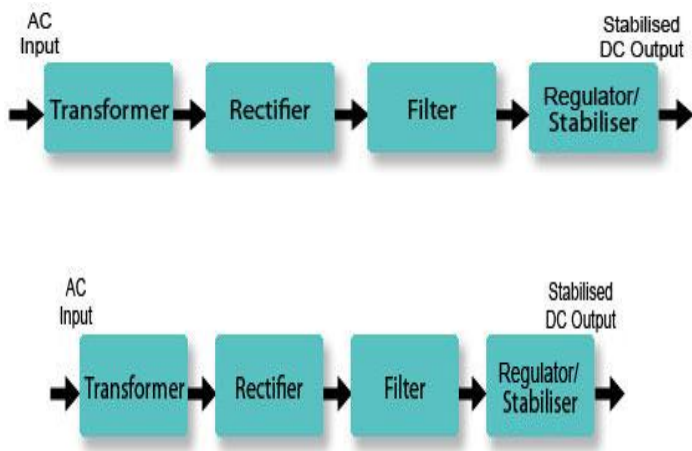 AC
Input
Stabilised
DC Output
Transformer
Rectifier
Filter
Regulator/
Stabiliser
AC
Input
Stabilised
DC Output
Transformer
Rectifier
Filter
Regulator/
Stabiliser